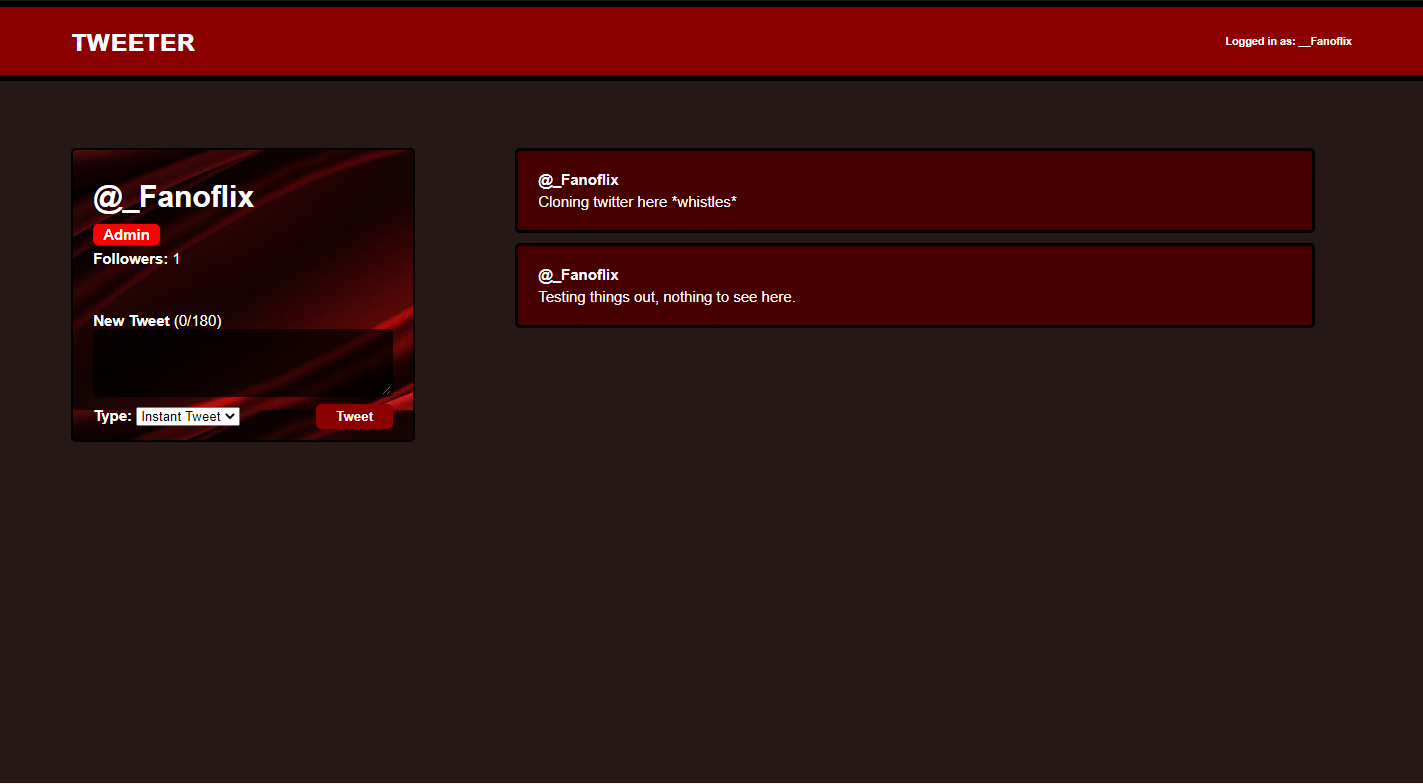 TWEETER
Logged in as: __Fanoflix
@_Fanoflix
Admin
Followers: 1
New Tweet (0/180)
Type: Instant Tweet
Tweet
@_Fanoflix
Cloning twitter here *whistles*
@_Fanoflix
Testing things out, nothing to see here.